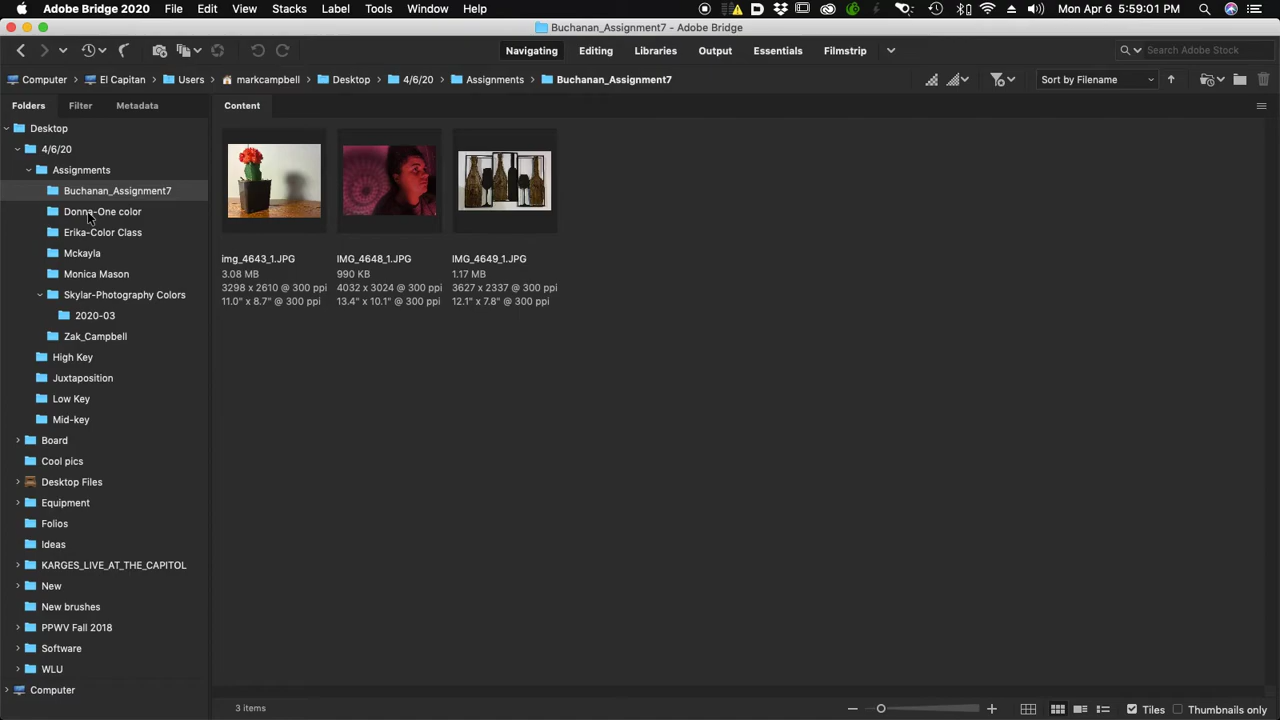 Adobe Bridge 2020 File Edit View Stacks Label Tools Window Help Mon Apr 6 5:59:01 PM
Buchanan_Assignment7 - Adobe Bridge
Navigating Editing Libraries Output Essentials Filmstrip Search Adobe Stock
Computer El Capitan Users markcampbell Desktop 4/6/20 Assignments Buchanan_Assignment7 Sort by Filename
Folders Filter Metadata Content
Desktop
4/6/20
Assignments
Buchanan_Assignment7
Donna-One color
Erika-Color Class
Mckayla
Monica Mason
Skylar-Photography Colors
2020-03
Zak_Campbell
High Key
Juxtaposition
Low Key
Mid-key
Board
Cool pics
Desktop Files
Equipment
Folios
Ideas
KARGES_LIVE_AT_THE_CAPITOL
New
New brushes
PPWV Fall 2018
Software
WLU
Computer
img_4643_1.JPG IMG_4648_1.JPG IMG_4649_1.JPG
3.08 MB 990 KB 1.17 MB
3298 x 2610 @ 300 ppi 4032 x 3024 @ 300 ppi 3627 x 2337 @ 300 ppi
11.0" x 8.7" @ 300 ppi 13.4" x 10.1" @ 300 ppi 12.1" x 7.8" @ 300 ppi
3 items Tiles Thumbnails only